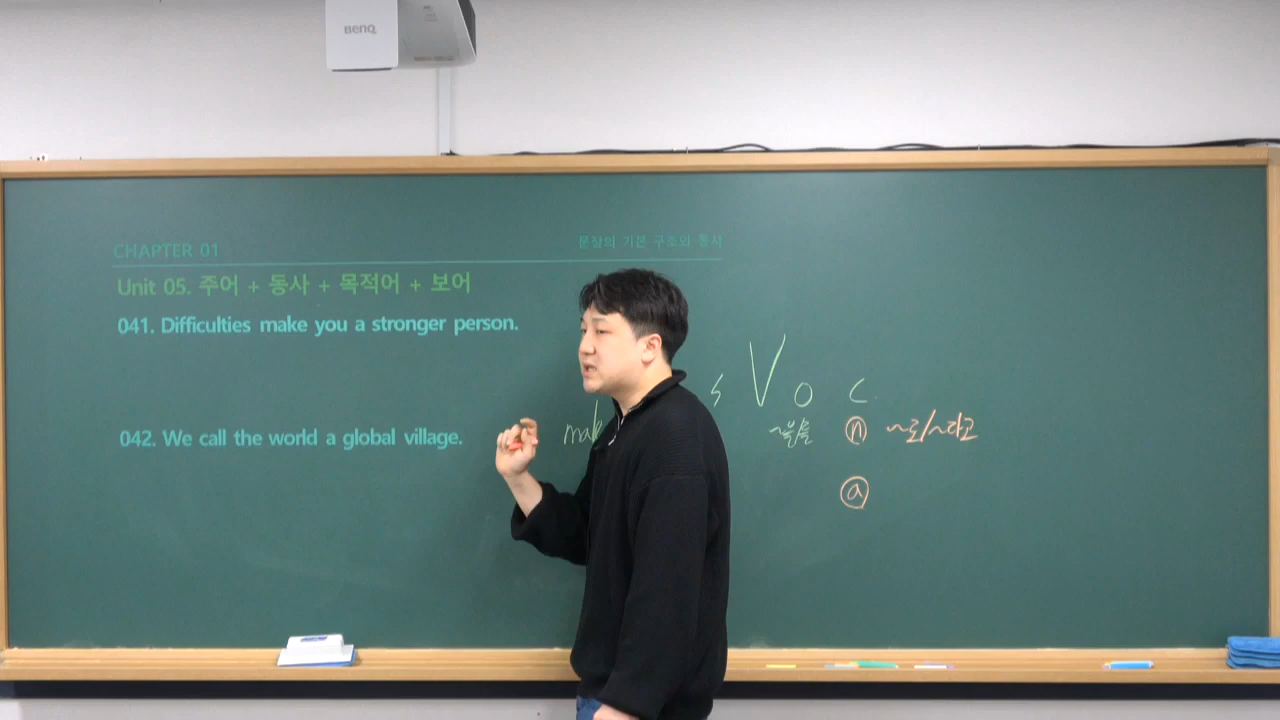 BenQ
CHAPTER 01
문장의 기본 구조와 동사
Unit 05. 주어 + 동사 + 목적어 + 보어
041. Difficulties make you a stronger person.
s V o c
042. We call the world a global village.
mak
~을/를 n ~로/~라고
a